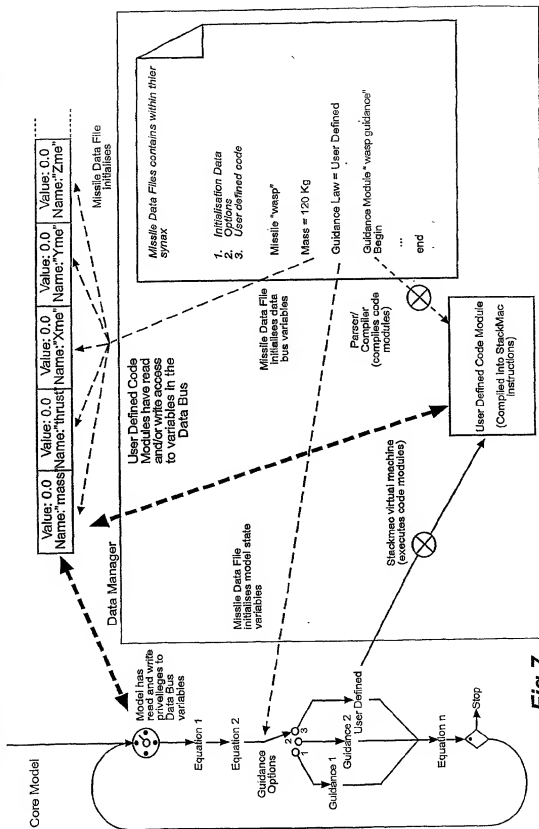 Core Model
Model has
read and write
privelleges to
Data Bus
variables
Equation 1
Equation 2
Guidance
Options
1
2
3
Guidance 1
Guidance 2
User Defined
Equation n
Stop
Fig 7
Value: 0.0
Name:"mass"
Value: 0.0
Name:"thrust"
Value: 0.0
Name:"Xme"
Value: 0.0
Name:"Yme"
Value: 0.0
Name:"Zme"
Missile Data File
initialises
Data Manager
User Defined Code
Modules have read
and/or write access
to variables in the
Data Bus
Missile Data File
initialises data
bus variables
Missile Data File
initialises model state
variables
Parser/
Compiler
(compiles code
modules)
Stackmac virtual machine
(executes code modules)
User Defined Code Module
(Compiled Into StackMac
instructions)
Missile Data Files contains within thier
synax
1. Initialisation Data
2. Options
3. User defined code
Missile "wasp"
Mass = 120 Kg
Guidance Law = User Defined
Guidance Module "wasp guidance"
Begin
...
end